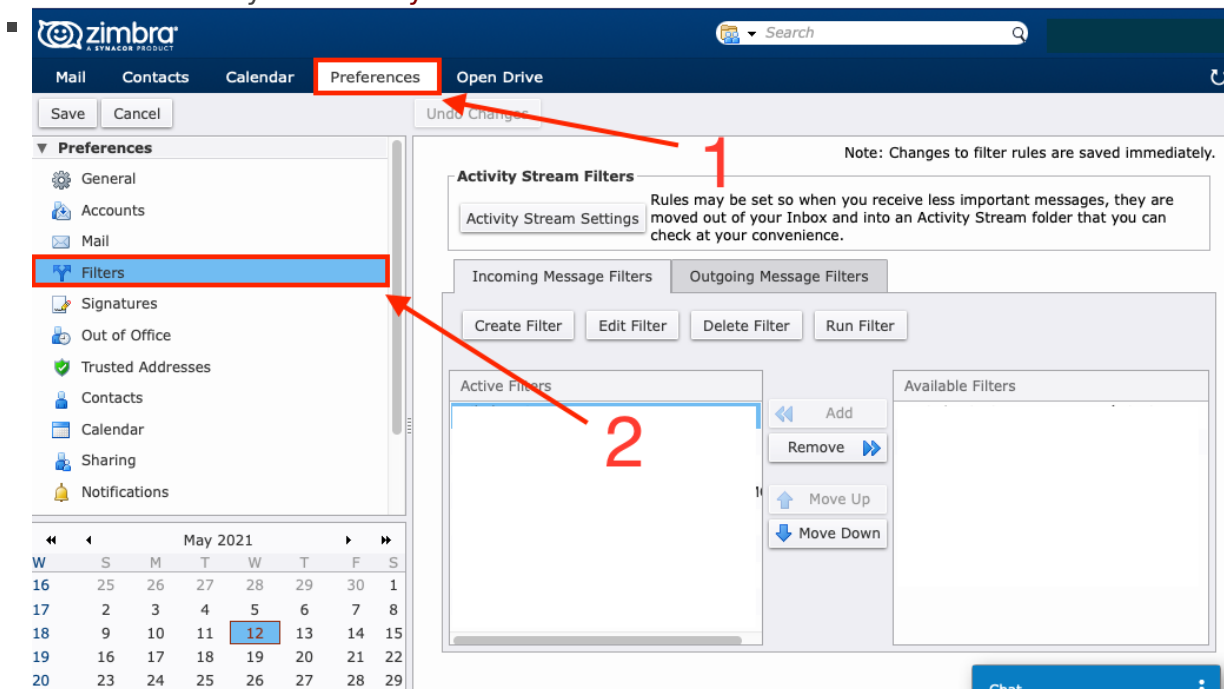 zimbra
A SYNACOR PRODUCT
Search
Mail Contacts Calendar Preferences Open Drive
Save Cancel Undo Changes
Preferences
General
Accounts
Mail
Filters
Signatures
Out of Office
Trusted Addresses
Contacts
Calendar
Sharing
Notifications
May 2021
W S M T W T F S
16 25 26 27 28 29 30 1
17 2 3 4 5 6 7 8
18 9 10 11 12 13 14 15
19 16 17 18 19 20 21 22
20 23 24 25 26 27 28 29
1
Note: Changes to filter rules are saved immediately.
Activity Stream Filters
Activity Stream Settings
Rules may be set so when you receive less important messages, they are
moved out of your Inbox and into an Activity Stream folder that you can
check at your convenience.
Incoming Message Filters Outgoing Message Filters
Create Filter Edit Filter Delete Filter Run Filter
Active Filters
2
Add
Remove
Move Up
Move Down
Available Filters
Chat